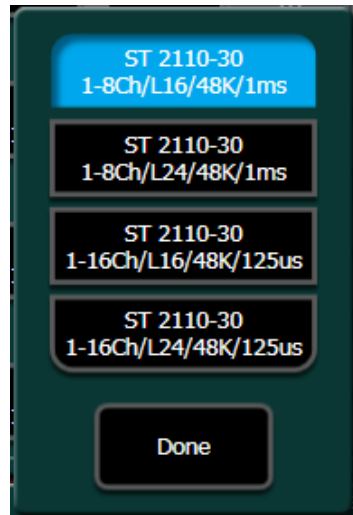 ST 2110-30
1-8Ch/L16/48K/1ms
ST 2110-30
1-8Ch/L24/48K/1ms
ST 2110-30
1-16Ch/L16/48K/125us
ST 2110-30
1-16Ch/L24/48K/125us
Done